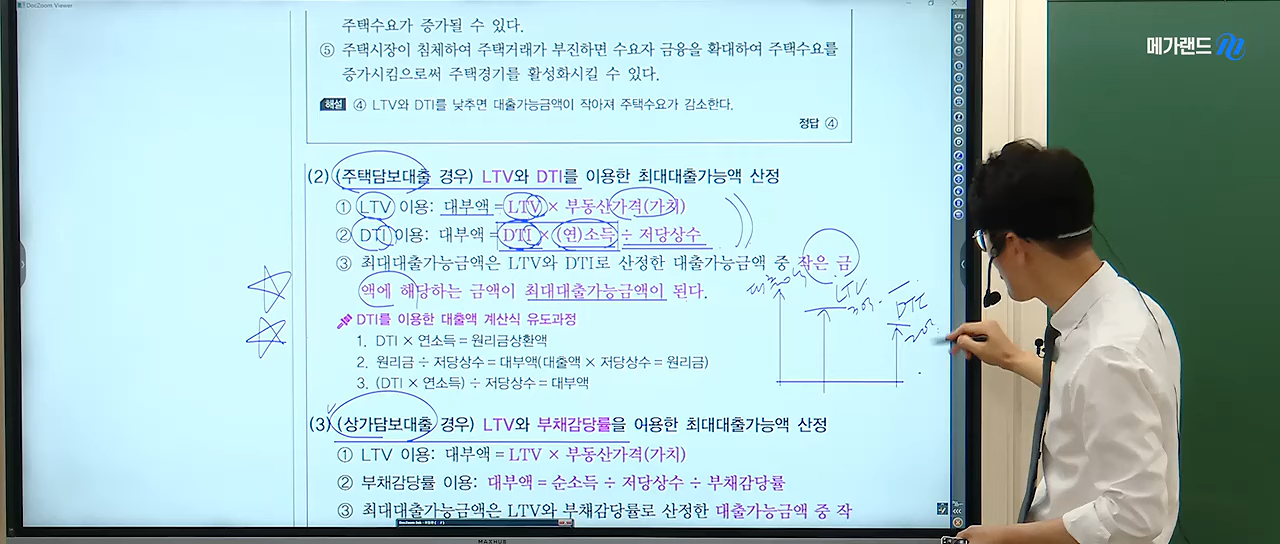 DocZoom Viewer
메가랜드
주택수요가 증가될 수 있다.
⑤ 주택시장이 침체하여 주택거래가 부진하면 수요자 금융을 확대하여 주택수요를
증가시킴으로써 주택경기를 활성화시킬 수 있다.
해설 ④ LTV와 DTI를 낮추면 대출가능금액이 작아져 주택수요가 감소한다.
정답 ④
(2) (주택담보대출 경우) LTV와 DTI를 이용한 최대대출가능액 산정
① LTV 이용: 대부액 = LTV × 부동산가격(가치)
② DTI 이용: 대부액 = DTI × (연)소득 ÷ 저당상수
③ 최대대출가능금액은 LTV와 DTI로 산정한 대출가능금액 중 작은 금
액에 해당하는 금액이 최대대출가능금액이 된다.
LTV
3억
DTI
2억
DTI를 이용한 대출액 계산식 유도과정
1. DTI × 연소득 = 원리금상환액
2. 원리금 ÷ 저당상수 = 대부액(대출액 × 저당상수 = 원리금)
3. (DTI × 연소득) ÷ 저당상수 = 대부액
(3) (상가담보대출 경우) LTV와 부채감당률을 이용한 최대대출가능액 산정
① LTV 이용: 대부액 = LTV × 부동산가격(가치)
② 부채감당률 이용: 대부액 = 순소득 ÷ 저당상수 ÷ 부채감당률
③ 최대대출가능금액은 LTV와 부채감당률로 산정한 대출가능금액 중 작
MAXHUB